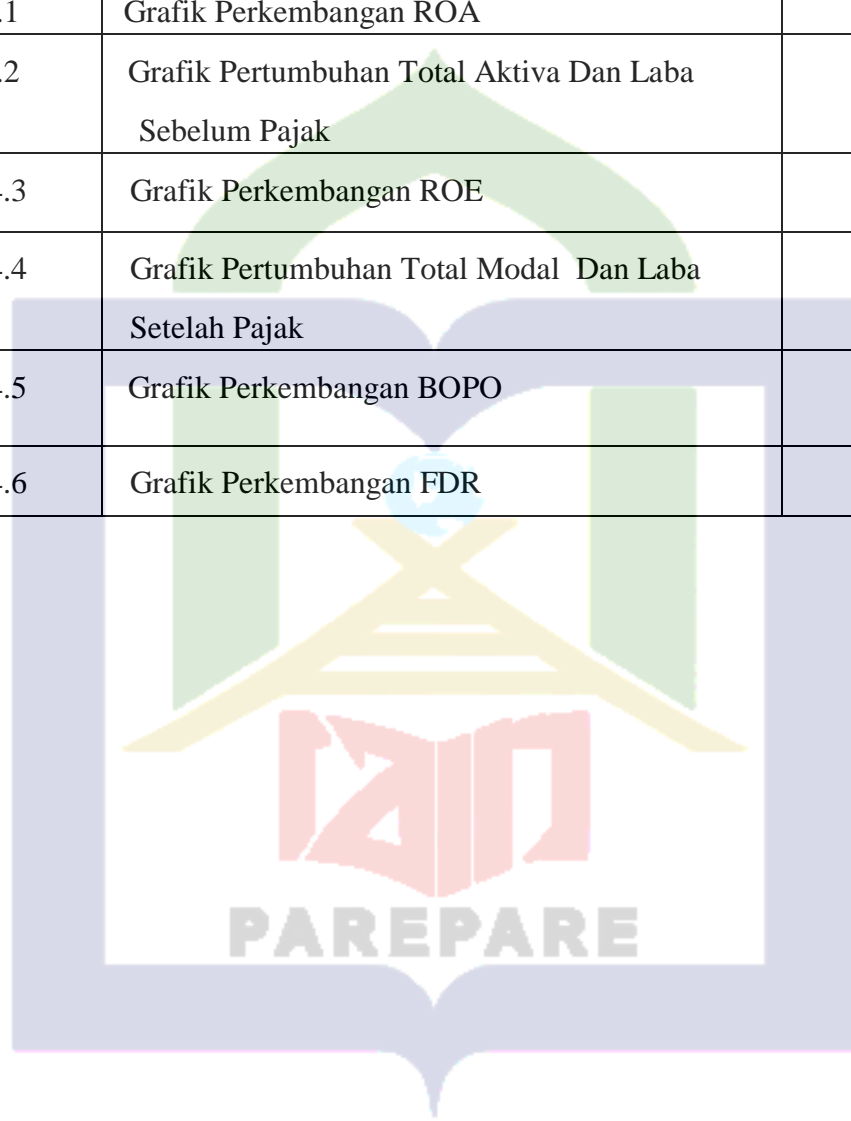 .1 Grafik Perkembangan ROA
.2 Grafik Pertumbuhan Total Aktiva Dan Laba
Sebelum Pajak
.3 Grafik Perkembangan ROE
.4 Grafik Pertumbuhan Total Modal Dan Laba
Setelah Pajak
.5 Grafik Perkembangan BOPO
.6 Grafik Perkembangan FDR
iain
PAREPARE